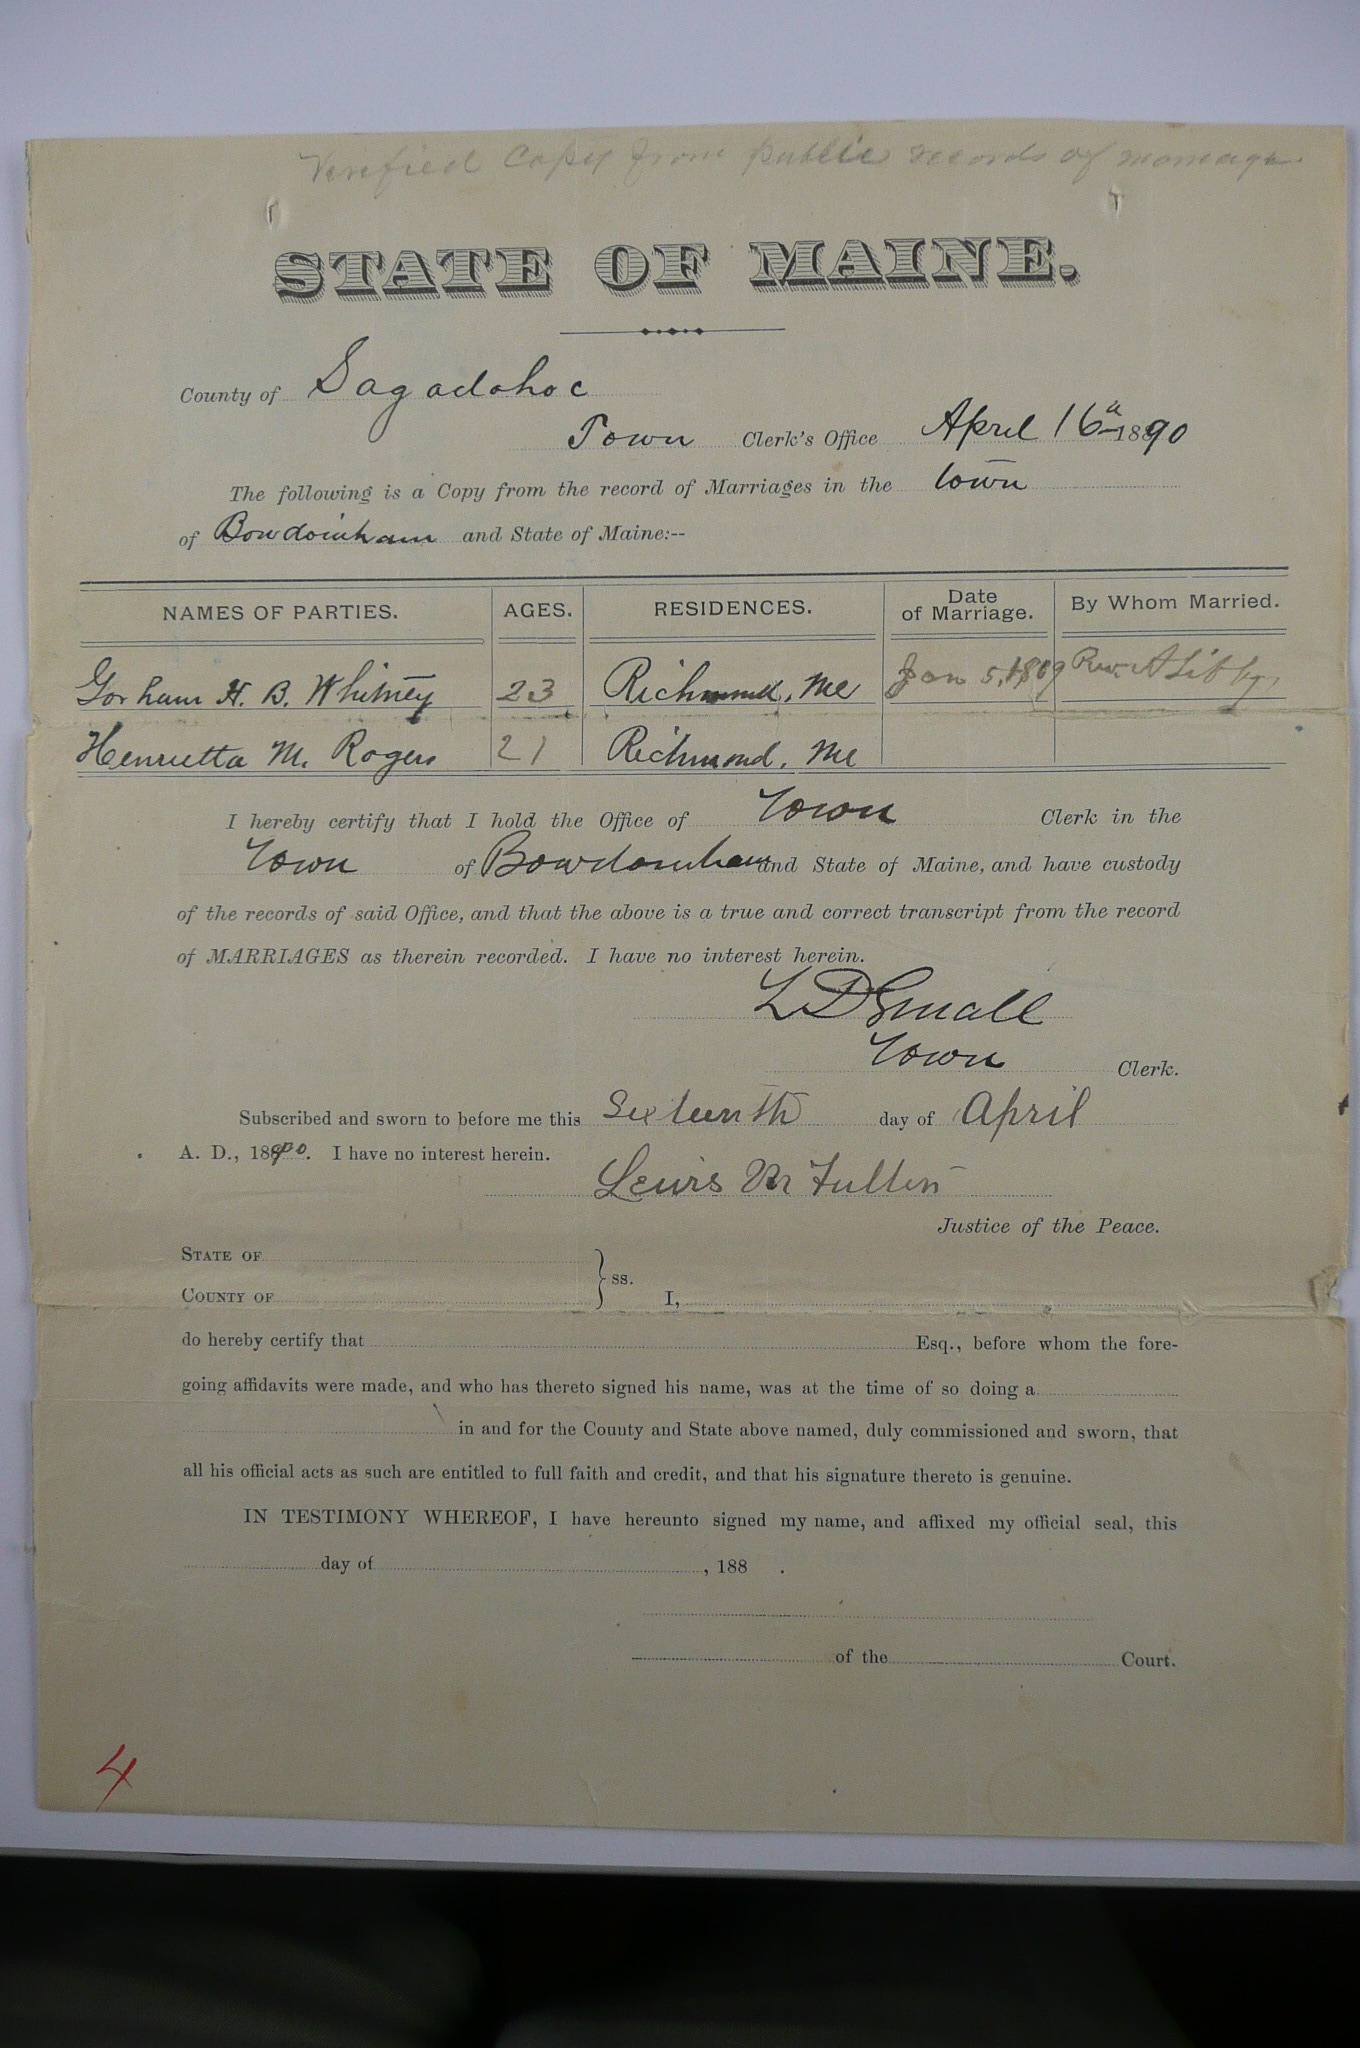 Verified Copy from public records of marriage
STATE OF MAINE.
County of Sagadohoc
Town Clerk's Office April 16th 1890
The following is a Copy from the record of Marriages in the town
of Bowdoinham and State of Maine:--
NAMES OF PARTIES. AGES. RESIDENCES. Date of Marriage. By Whom Married.
Gorham H. B. Whitney 23 Richmond, Me Jan 5, 1869 Rev. A Libby
Henrietta M. Rogers 21 Richmond, Me
I hereby certify that I hold the Office of Town Clerk in the
Town of Bowdoinham and State of Maine, and have custody
of the records of said Office, and that the above is a true and correct transcript from the record
of MARRIAGES as therein recorded. I have no interest herein.
L D Small
Town Clerk.
Subscribed and sworn to before me this Sixteenth day of April
A. D., 1890. I have no interest herein.
Lewis M
Justice of the Peace.
STATE OF
COUNTY OF } ss. I,
do hereby certify that Esq., before whom the fore-
going affidavits were made, and who has thereto signed his name, was at the time of so doing a
in and for the County and State above named, duly commissioned and sworn, that
all his official acts as such are entitled to full faith and credit, and that his signature thereto is genuine.
IN TESTIMONY WHEREOF, I have hereunto signed my name, and affixed my official seal, this
day of , 188 .
of the Court.
4